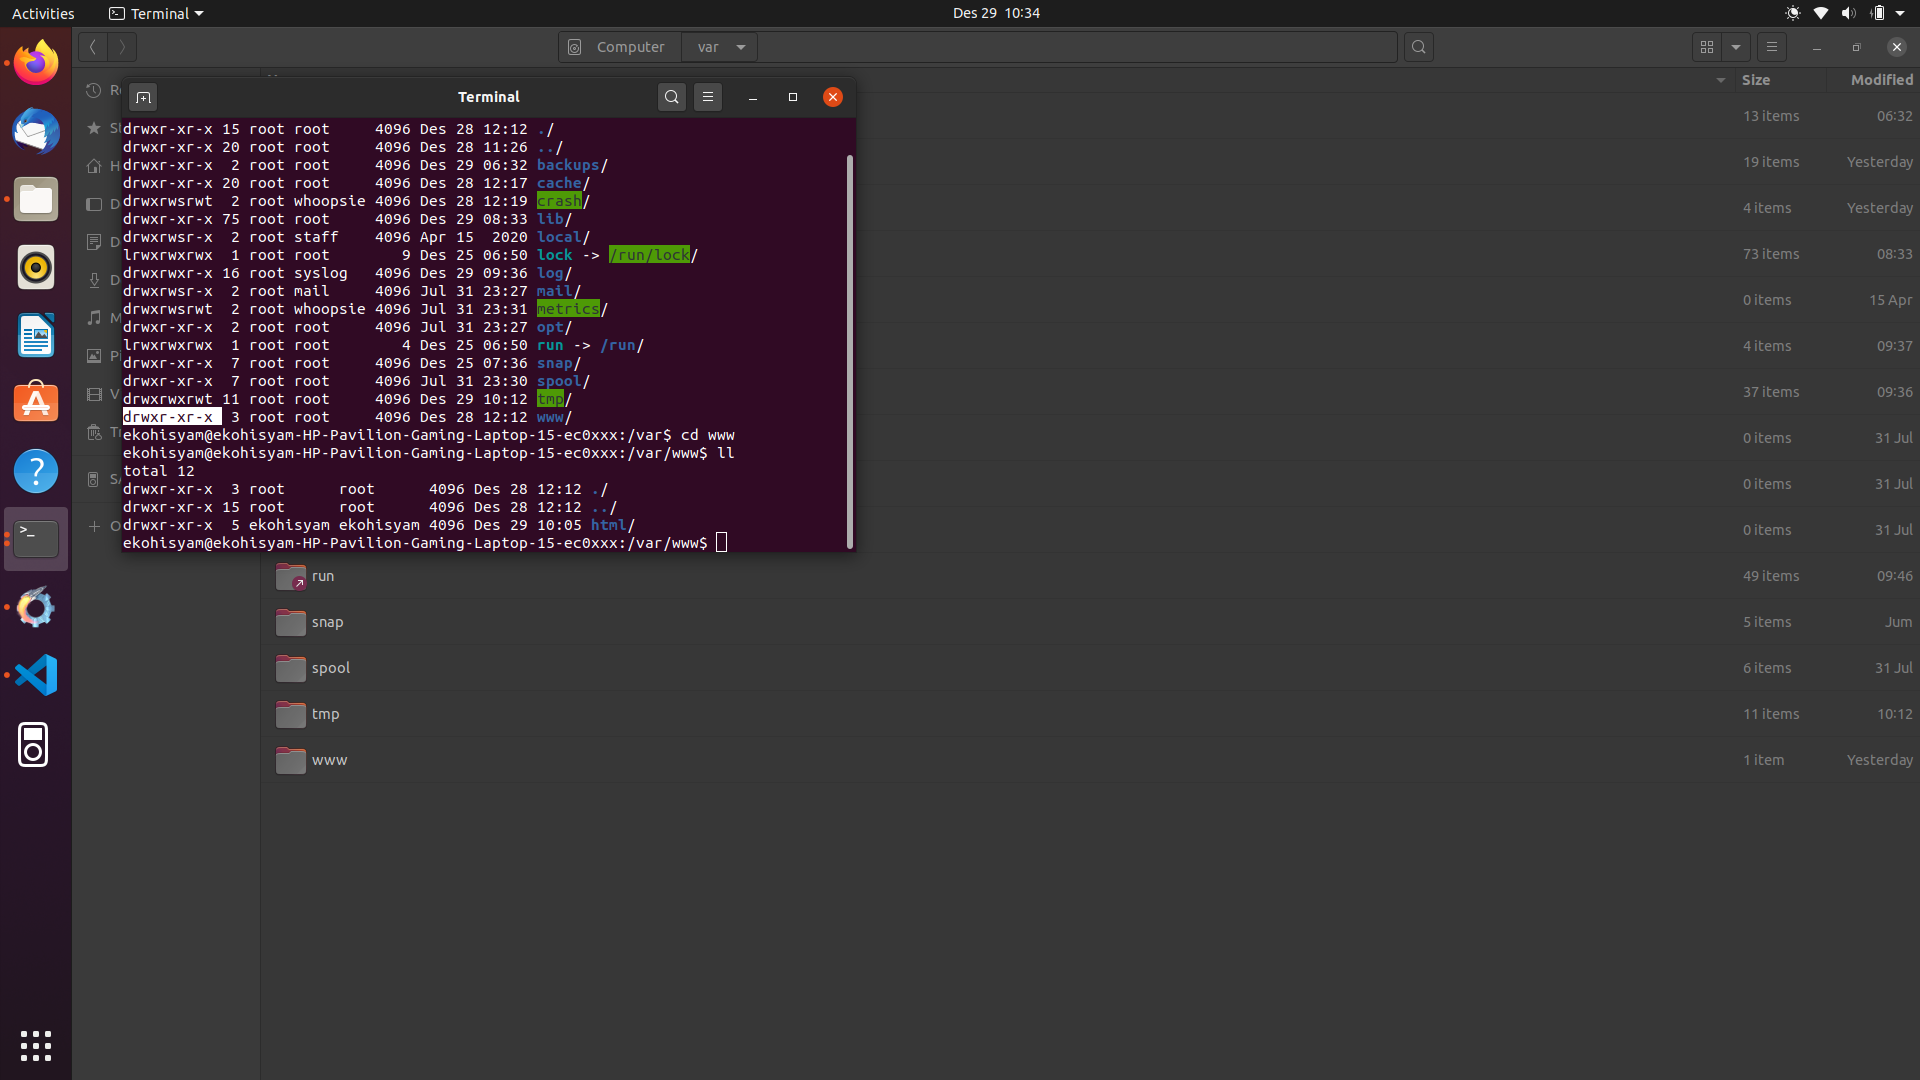 Activities
Terminal
Des 29 10:34
Computer
var
Size
Modified
Terminal
drwxr-xr-x 15 root root     4096 Des 28 12:12 ./
drwxr-xr-x 20 root root     4096 Des 28 11:26 ../
drwxr-xr-x  2 root root     4096 Des 29 06:32 backups/
drwxr-xr-x 20 root root     4096 Des 28 12:17 cache/
drwxrwsrwt  2 root whoopsie 4096 Des 28 12:19 crash/
drwxr-xr-x 75 root root     4096 Des 29 08:33 lib/
drwxrwsr-x  2 root staff    4096 Apr 15  2020 local/
lrwxrwxrwx  1 root root        9 Des 25 06:50 lock -> /run/lock/
drwxrwxr-x 16 root syslog   4096 Des 29 09:36 log/
drwxrwsr-x  2 root mail     4096 Jul 31 23:27 mail/
drwxrwsrwt  2 root whoopsie 4096 Jul 31 23:31 metrics/
drwxr-xr-x  2 root root     4096 Jul 31 23:27 opt/
lrwxrwxrwx  1 root root        4 Des 25 06:50 run -> /run/
drwxr-xr-x  7 root root     4096 Des 25 07:36 snap/
drwxr-xr-x  7 root root     4096 Jul 31 23:30 spool/
drwxrwxrwt 11 root root     4096 Des 29 10:12 tmp/
drwxr-xr-x  3 root root     4096 Des 28 12:12 www/
ekohisyam@ekohisyam-HP-Pavilion-Gaming-Laptop-15-ec0xxx:/var$ cd www
ekohisyam@ekohisyam-HP-Pavilion-Gaming-Laptop-15-ec0xxx:/var/www$ ll
total 12
drwxr-xr-x  3 root      root      4096 Des 28 12:12 ./
drwxr-xr-x 15 root      root      4096 Des 28 12:12 ../
drwxr-xr-x  5 ekohisyam ekohisyam 4096 Des 29 10:05 html/
ekohisyam@ekohisyam-HP-Pavilion-Gaming-Laptop-15-ec0xxx:/var/www$
13 items 06:32
19 items Yesterday
4 items Yesterday
73 items 08:33
0 items 15 Apr
4 items 09:37
37 items 09:36
0 items 31 Jul
0 items 31 Jul
0 items 31 Jul
run 49 items 09:46
snap 5 items Jum
spool 6 items 31 Jul
tmp 11 items 10:12
www 1 item Yesterday